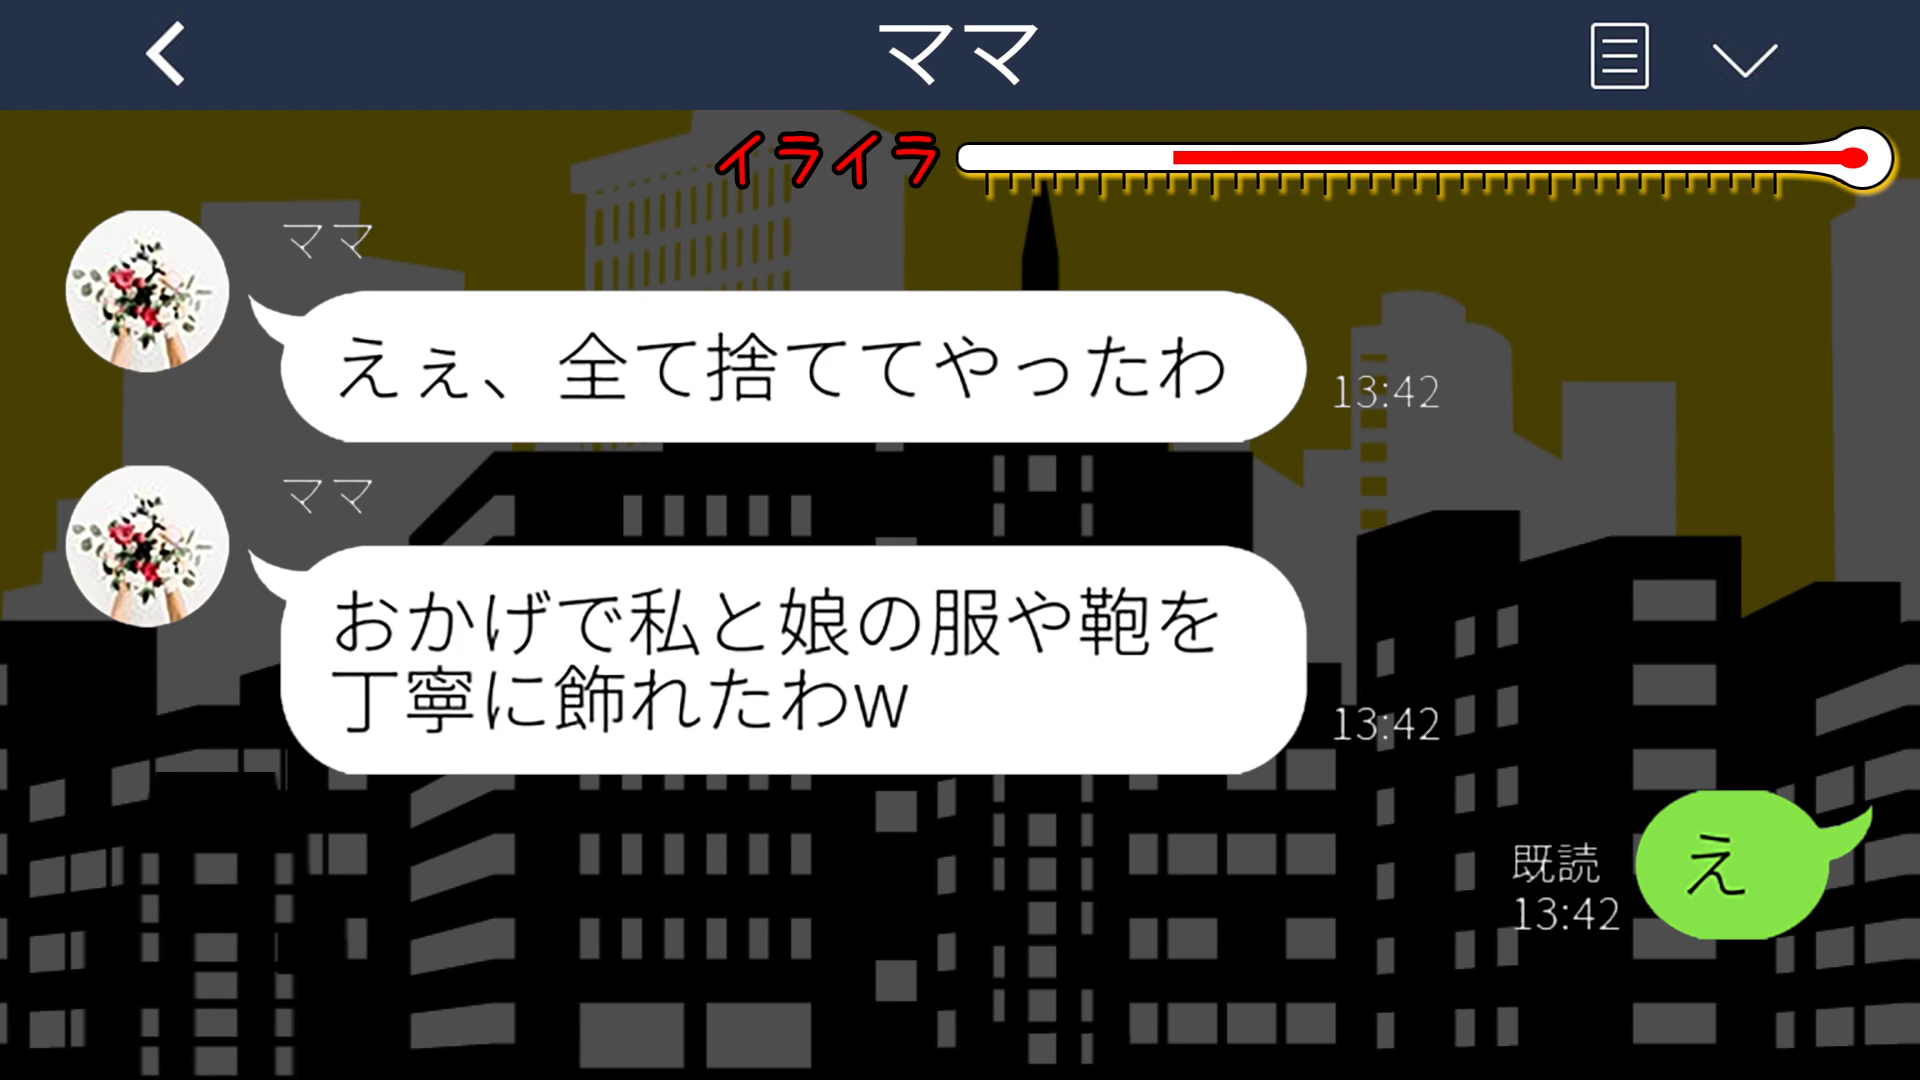 ママ
イライラ
ママ
えぇ、全て捨ててやったわ
13:42
ママ
おかげで私と娘の服や鞄を
丁寧に飾れたわw
13:42
え
既読
13:42